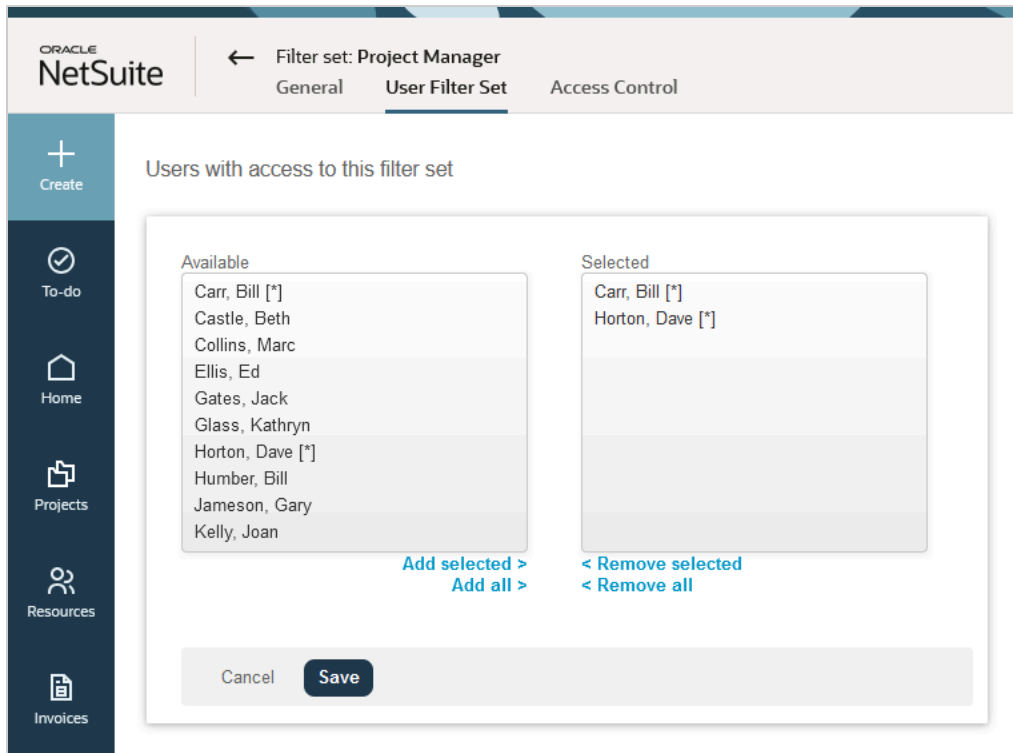 ORACLE
NetSuite
Filter set: Project Manager
General User Filter Set Access Control
Create
To-do
Home
Projects
Resources
Invoices
Users with access to this filter set
Available
Carr, Bill [*]
Castle, Beth
Collins, Marc
Ellis, Ed
Gates, Jack
Glass, Kathryn
Horton, Dave [*]
Humber, Bill
Jameson, Gary
Kelly, Joan
Add selected >
Add all >
Selected
Carr, Bill [*]
Horton, Dave [*]
< Remove selected
< Remove all
Cancel Save